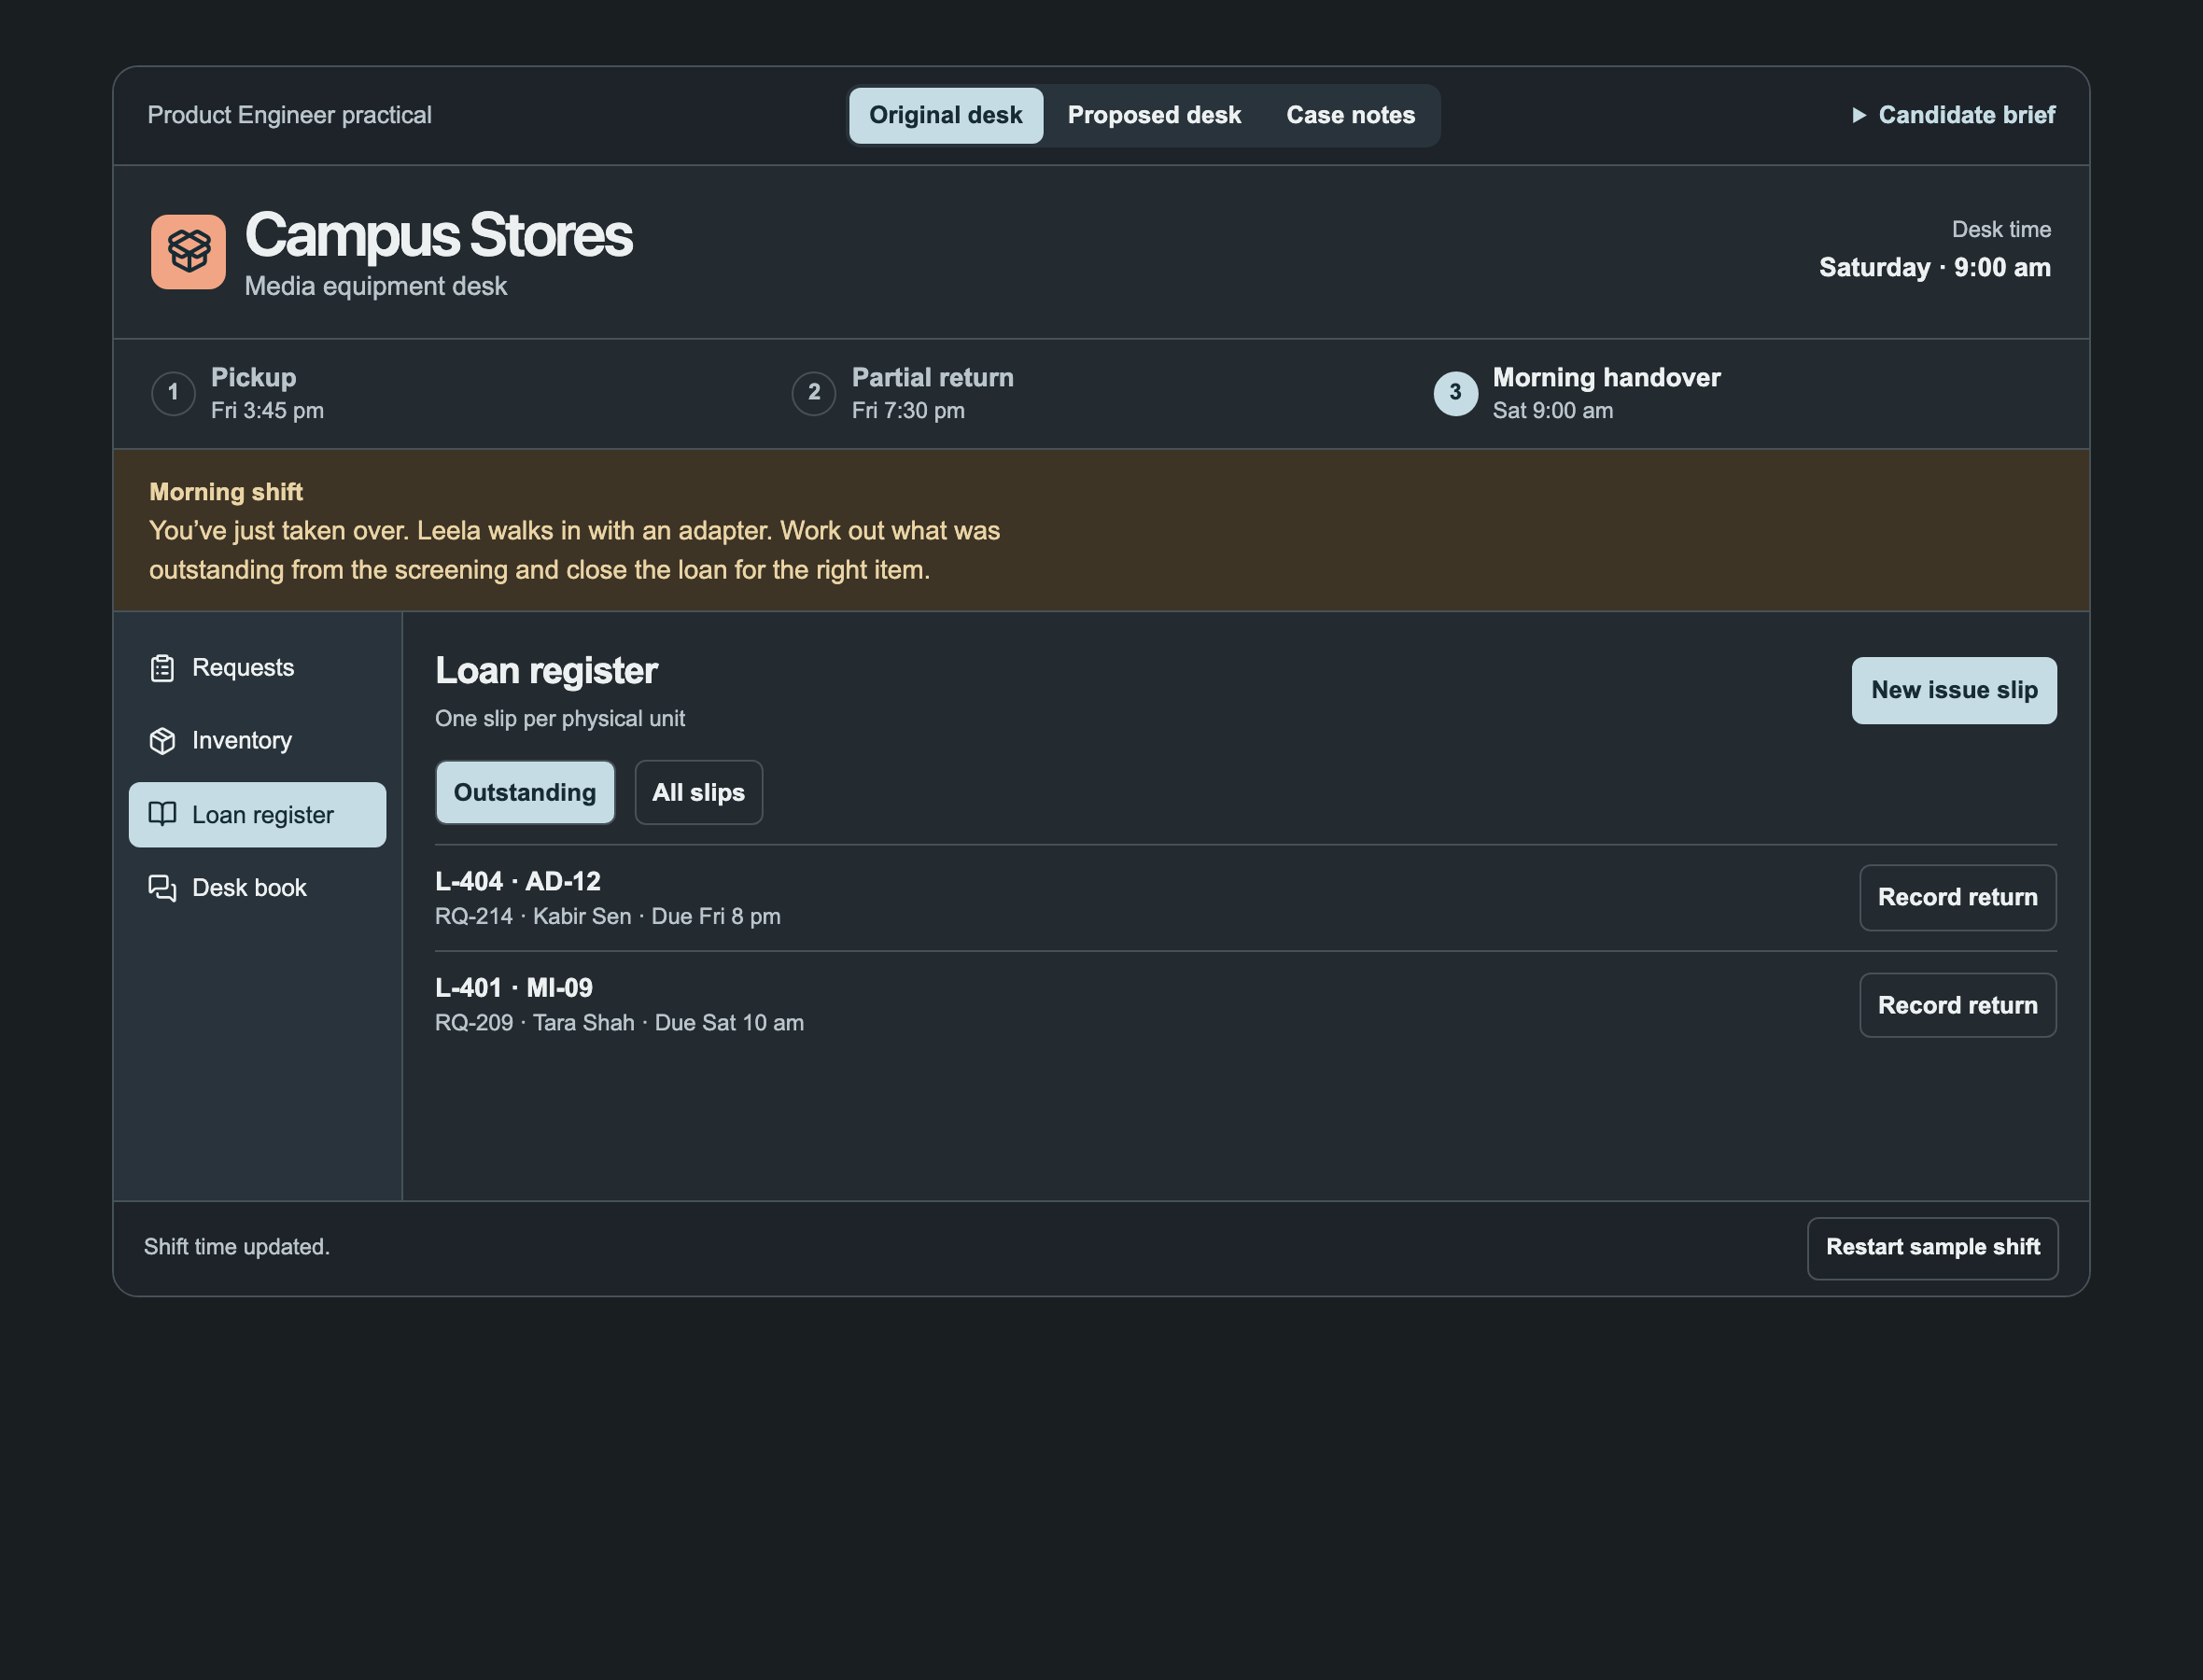 Product Engineer practical
Original desk
Proposed desk
Case notes
Candidate brief
Campus Stores
Media equipment desk
Desk time
Saturday · 9:00 am
1
Pickup
Fri 3:45 pm
2
Partial return
Fri 7:30 pm
3
Morning handover
Sat 9:00 am
Morning shift
You’ve just taken over. Leela walks in with an adapter. Work out what was
outstanding from the screening and close the loan for the right item.
Requests
Inventory
Loan register
Desk book
Loan register
One slip per physical unit
New issue slip
Outstanding
All slips
L-404 · AD-12
RQ-214 · Kabir Sen · Due Fri 8 pm
Record return
L-401 · MI-09
RQ-209 · Tara Shah · Due Sat 10 am
Record return
Shift time updated.
Restart sample shift